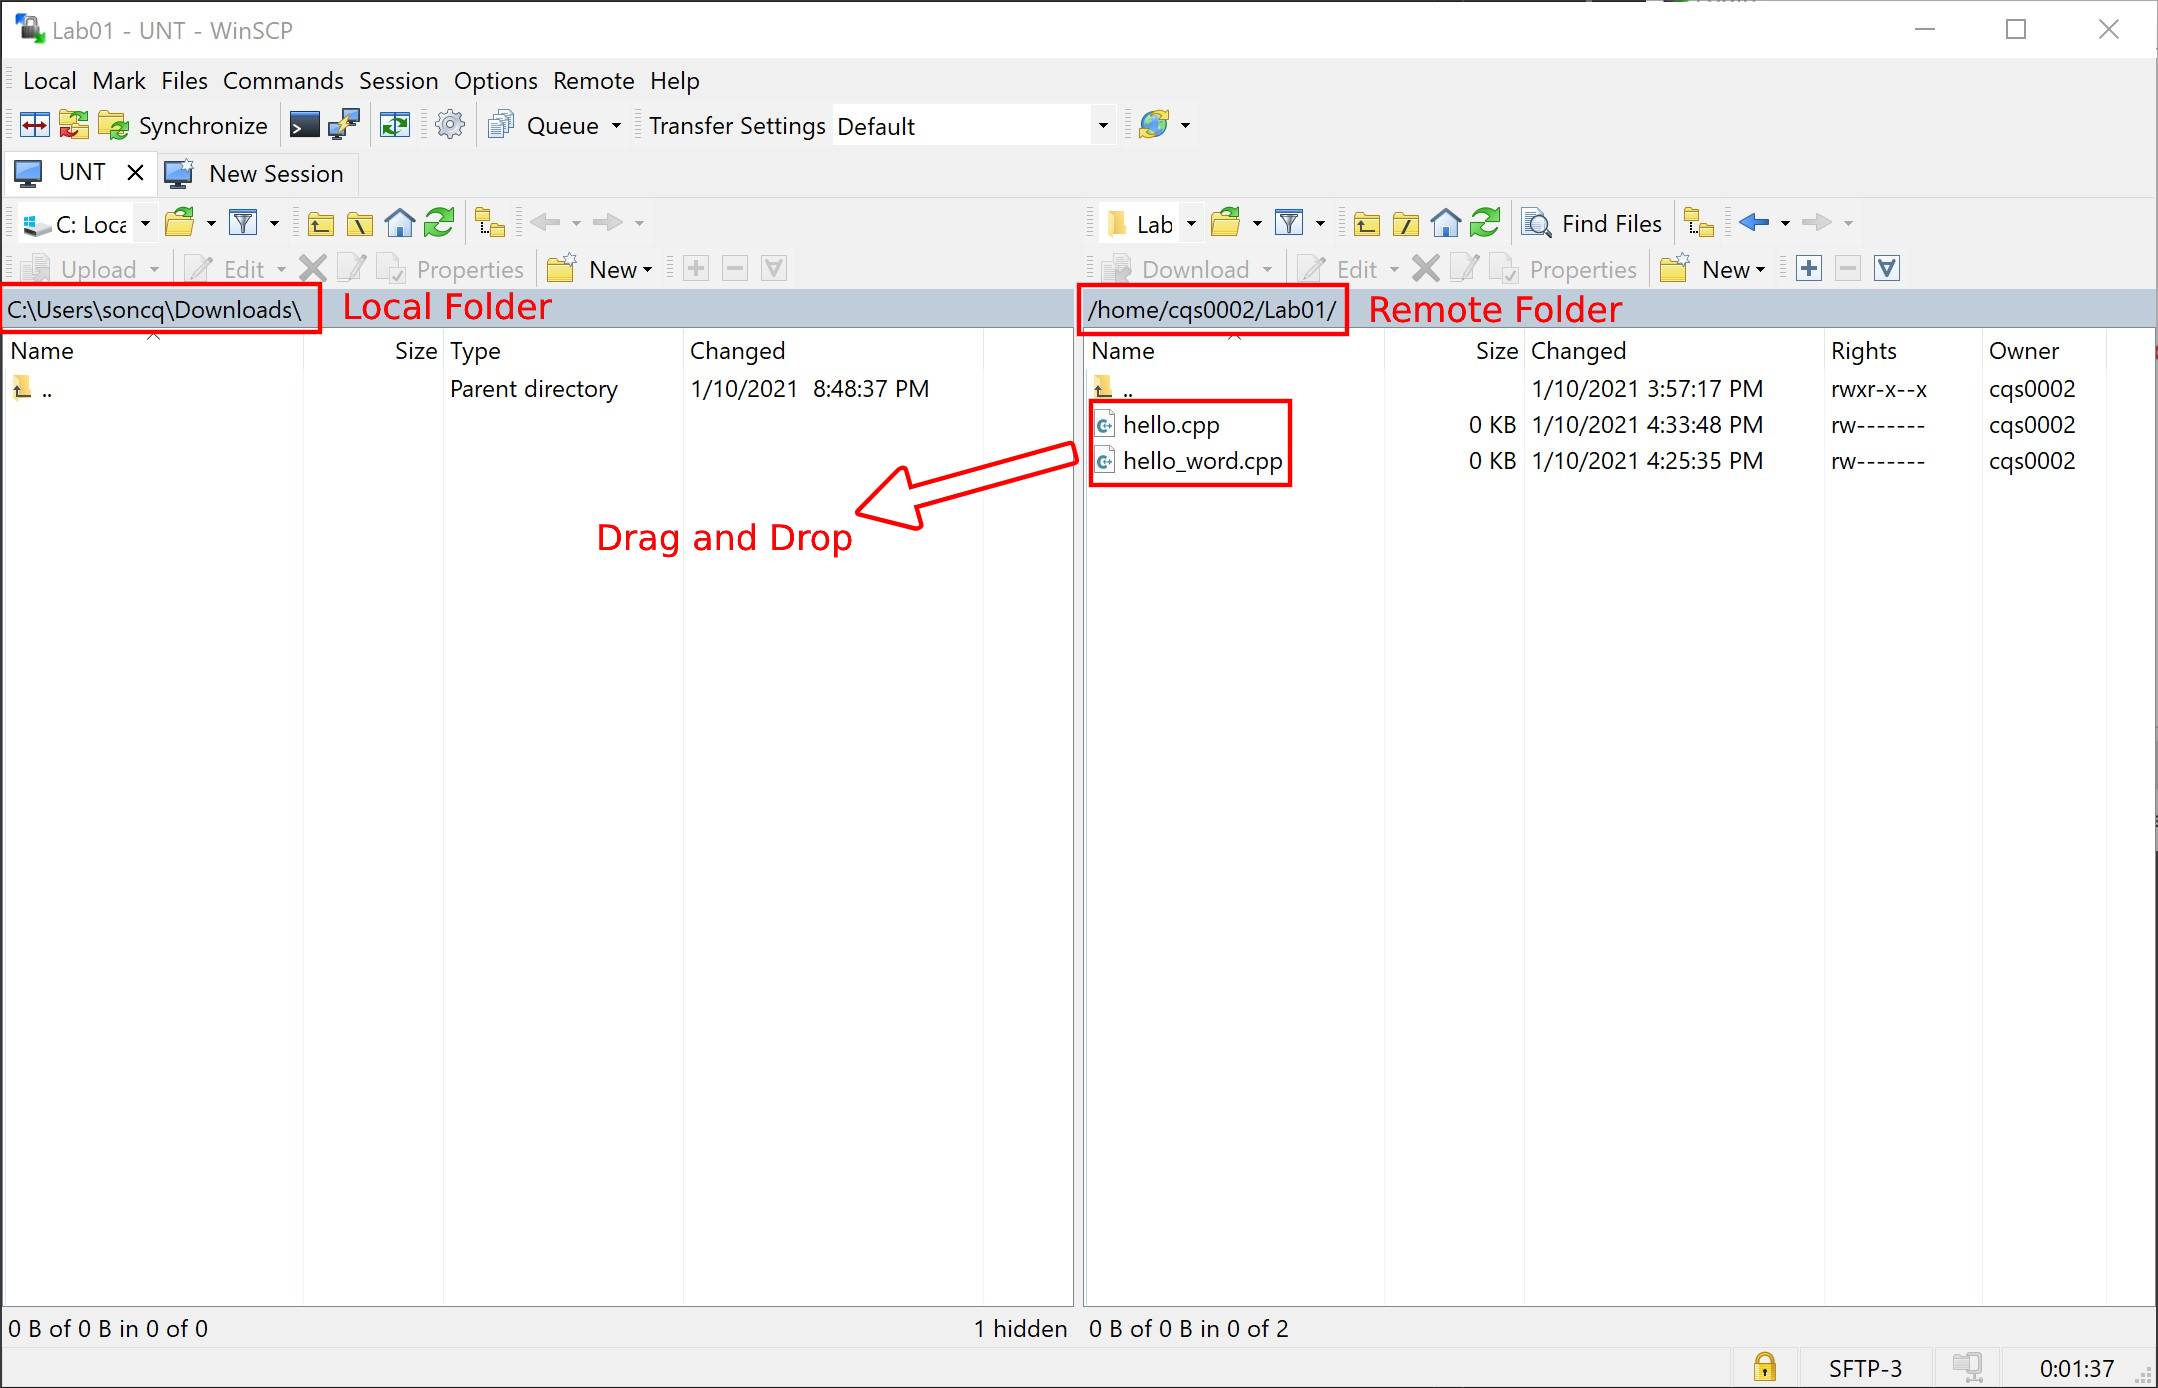 Lab01 - UNT - WinSCP
Local Mark Files Commands Session Options Remote Help
Synchronize Queue Transfer Settings Default
UNT New Session
C: Loca
Upload Edit Properties New
C:\Users\soncq\Downloads\ Local Folder
Name Size Type Changed
.. Parent directory 1/10/2021 8:48:37 PM
Lab Find Files
Download Edit Properties New
/home/cqs0002/Lab01/ Remote Folder
Name Size Changed Rights Owner
.. 1/10/2021 3:57:17 PM rwxr-x--x cqs0002
hello.cpp 0 KB 1/10/2021 4:33:48 PM rw------- cqs0002
hello_word.cpp 0 KB 1/10/2021 4:25:35 PM rw------- cqs0002
Drag and Drop
0 B of 0 B in 0 of 0 1 hidden
0 B of 0 B in 0 of 2
SFTP-3 0:01:37